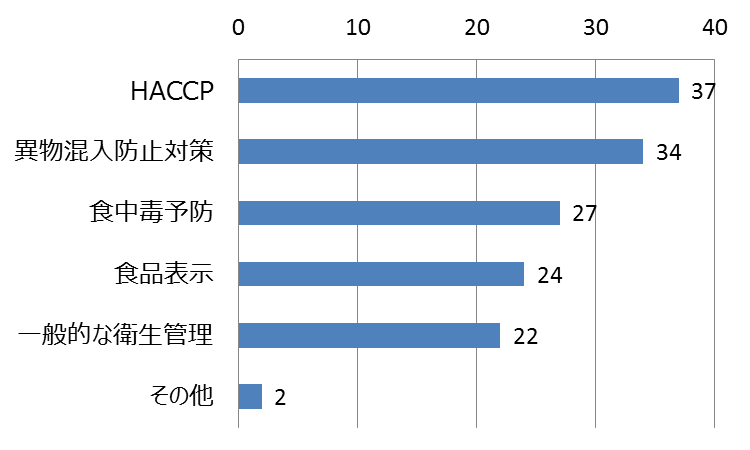 0 10 20 30 40
HACCP 37
異物混入防止対策 34
食中毒予防 27
食品表示 24
一般的な衛生管理 22
その他 2